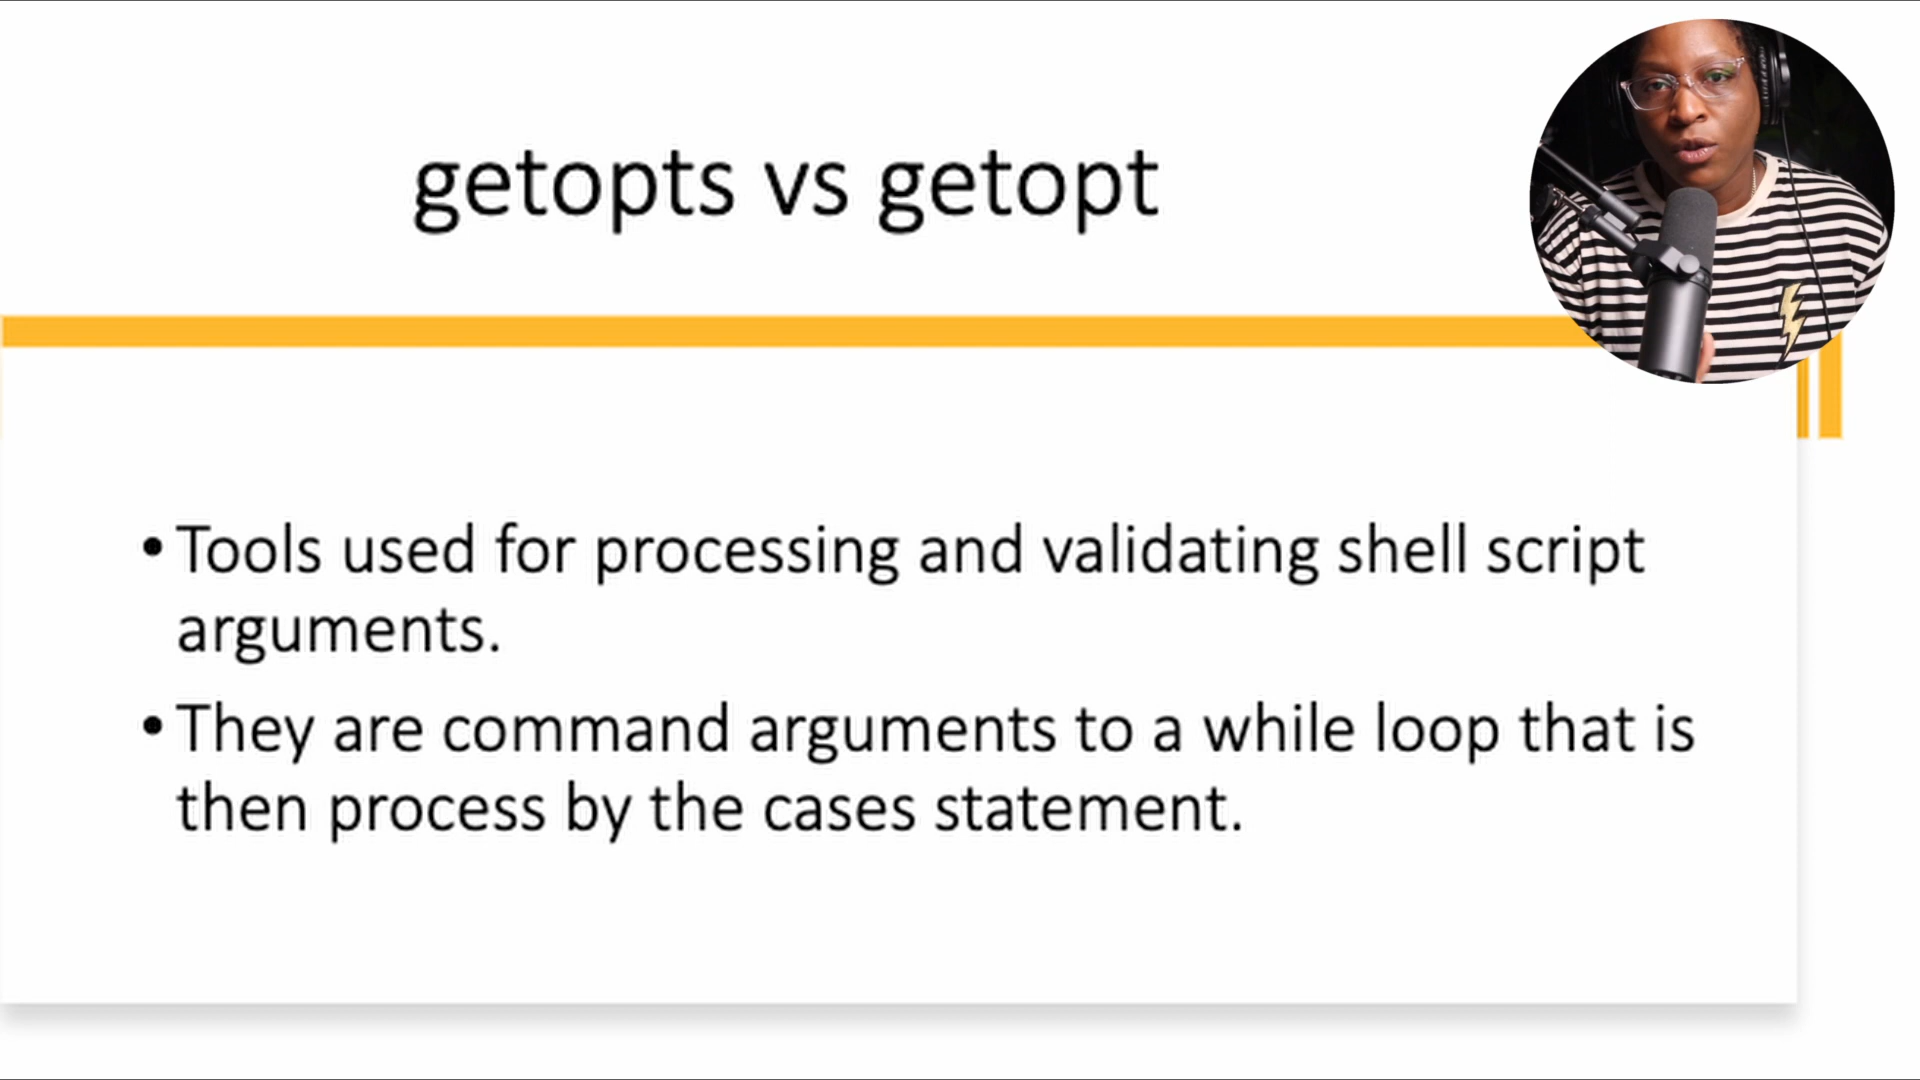 getopts vs getopt
• Tools used for processing and validating shell script
arguments.
• They are command arguments to a while loop that is
then process by the cases statement.